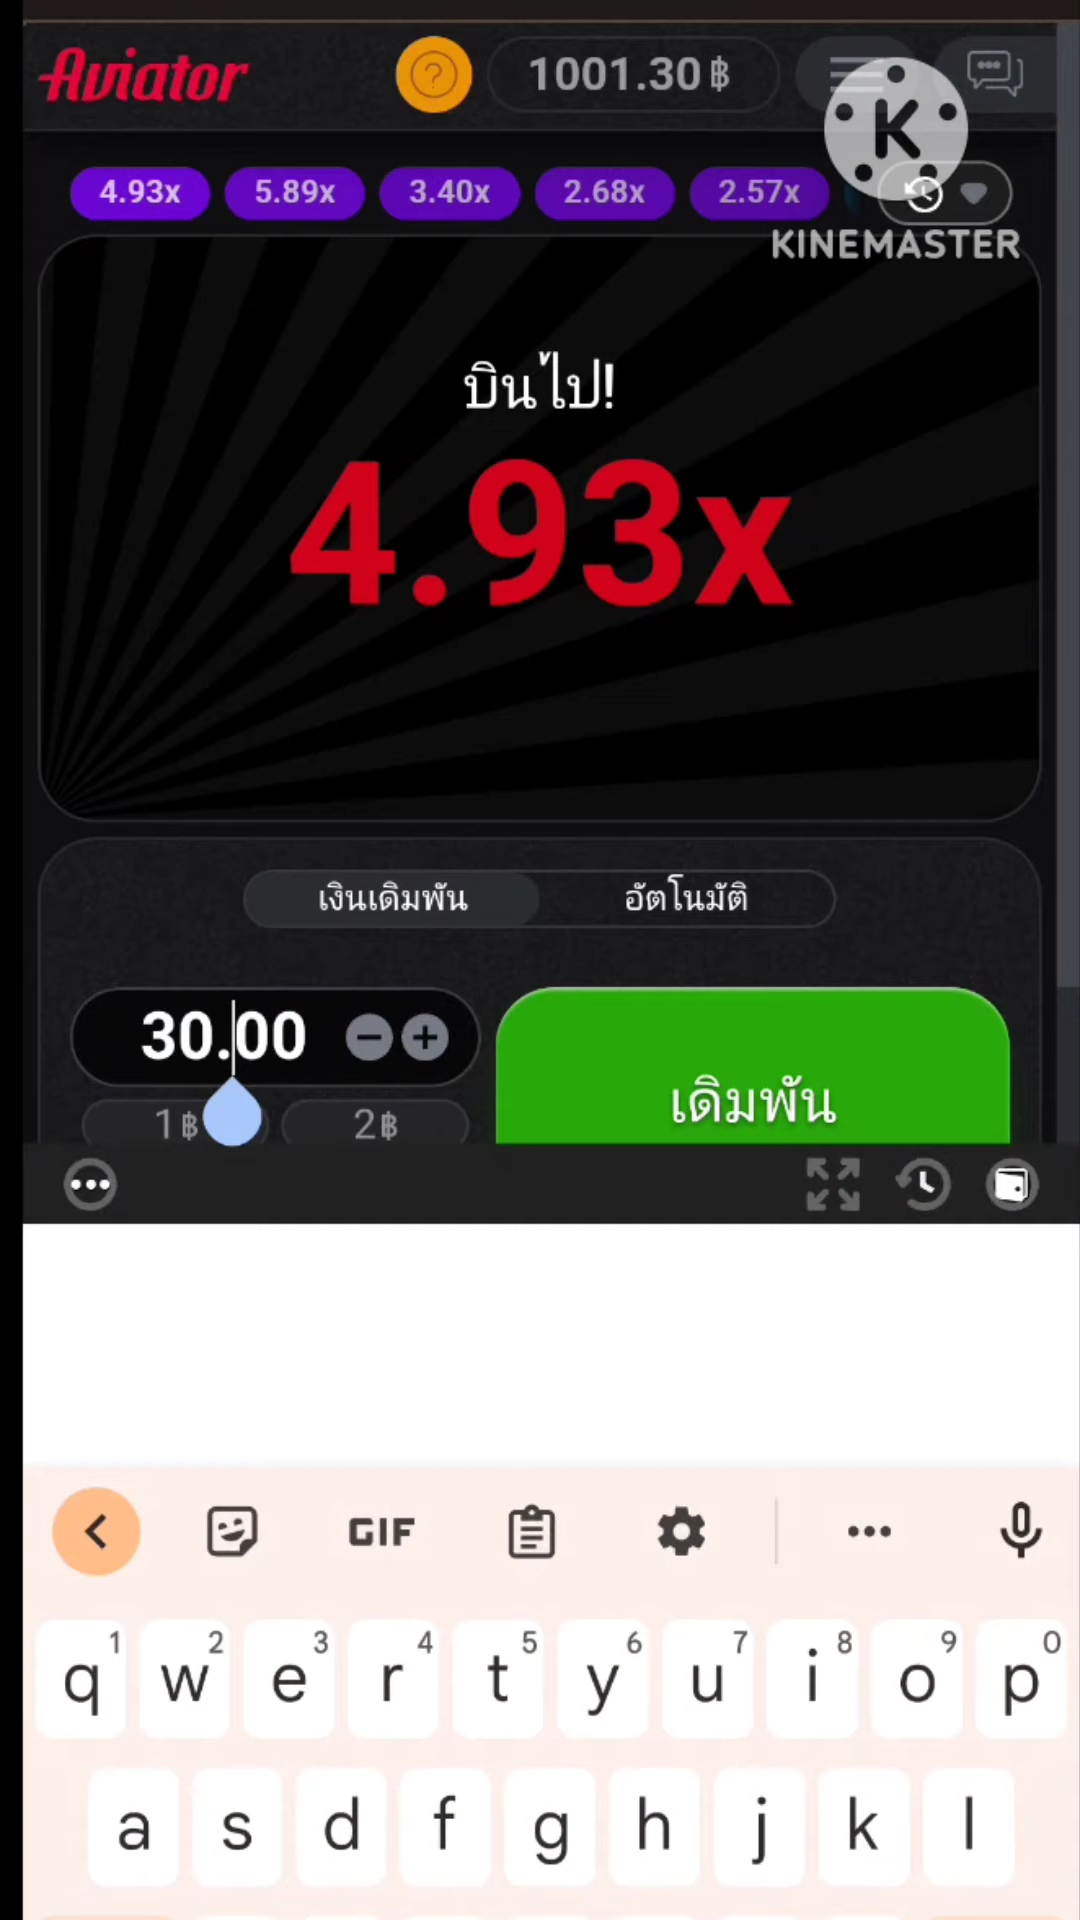 Aviator
1001.30 ฿
K
KINEMASTER
4.93x 5.89x 3.40x 2.68x 2.57x
บินไป!
4.93x
เงินเดิมพัน อัตโนมัติ
30.00
เดิมพัน
1฿ 2฿
GIF
1 2 3 4 5 6 7 8 9 0
q w e r t y u i o p
a s d f g h j k l